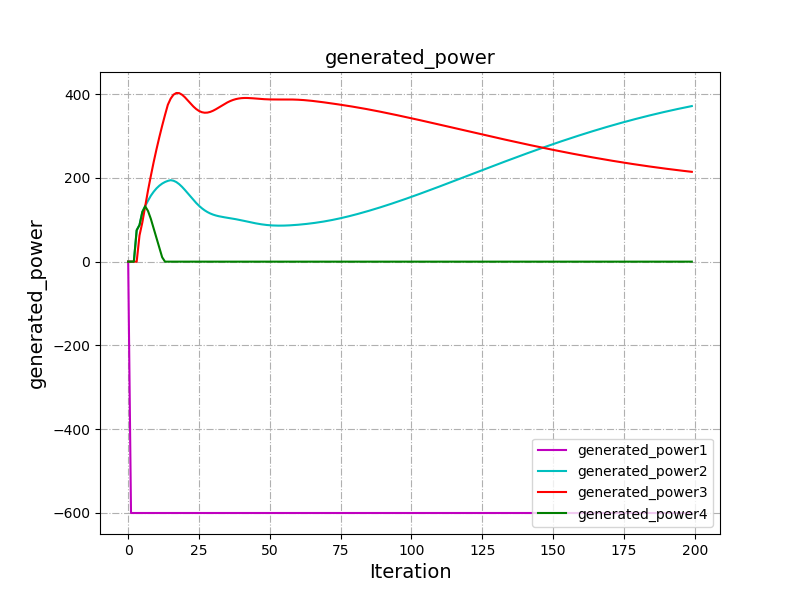 generated_power
generated_power
400
200
0
−200
−400
−600
0
25
50
75
100
125
150
175
200
Iteration
generated_power1
generated_power2
generated_power3
generated_power4